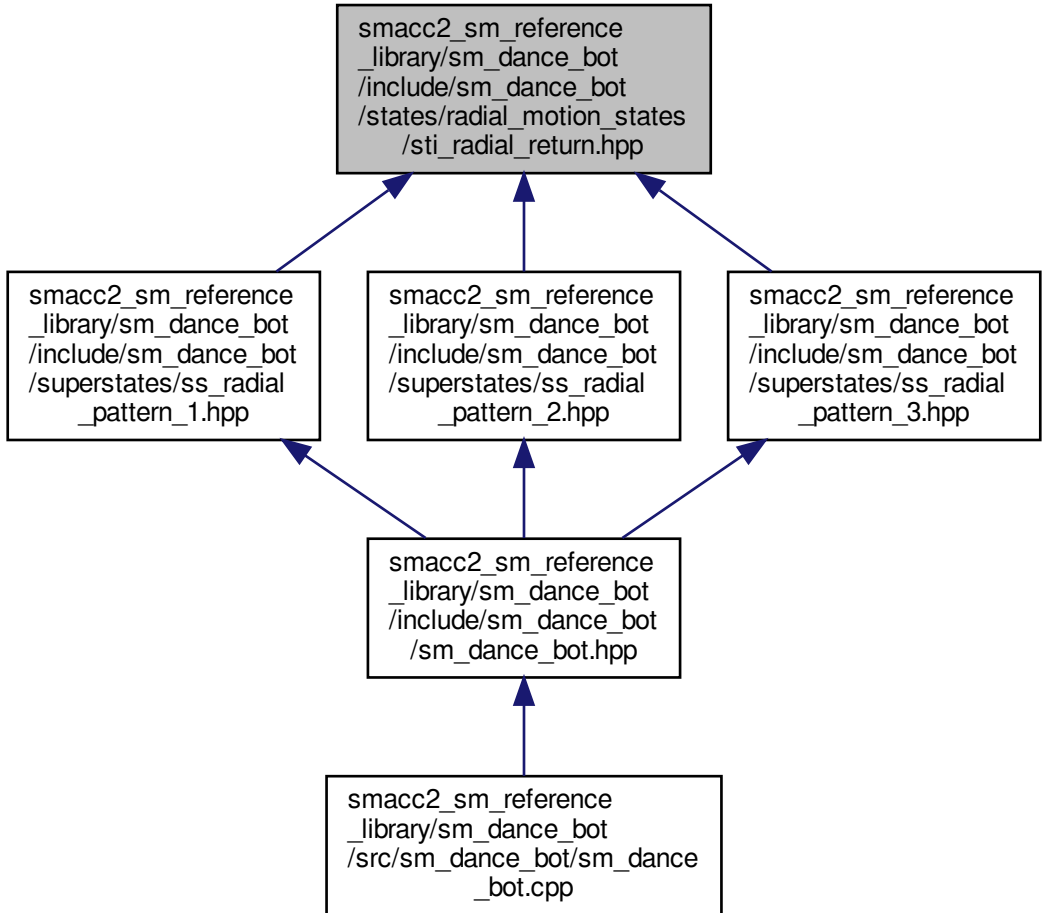 smacc2_sm_reference
_library/sm_dance_bot
/include/sm_dance_bot
/states/radial_motion_states
/sti_radial_return.hpp
smacc2_sm_reference
_library/sm_dance_bot
/include/sm_dance_bot
/superstates/ss_radial
_pattern_1.hpp
smacc2_sm_reference
_library/sm_dance_bot
/include/sm_dance_bot
/superstates/ss_radial
_pattern_2.hpp
smacc2_sm_reference
_library/sm_dance_bot
/include/sm_dance_bot
/superstates/ss_radial
_pattern_3.hpp
smacc2_sm_reference
_library/sm_dance_bot
/include/sm_dance_bot
/sm_dance_bot.hpp
smacc2_sm_reference
_library/sm_dance_bot
/src/sm_dance_bot/sm_dance
_bot.cpp